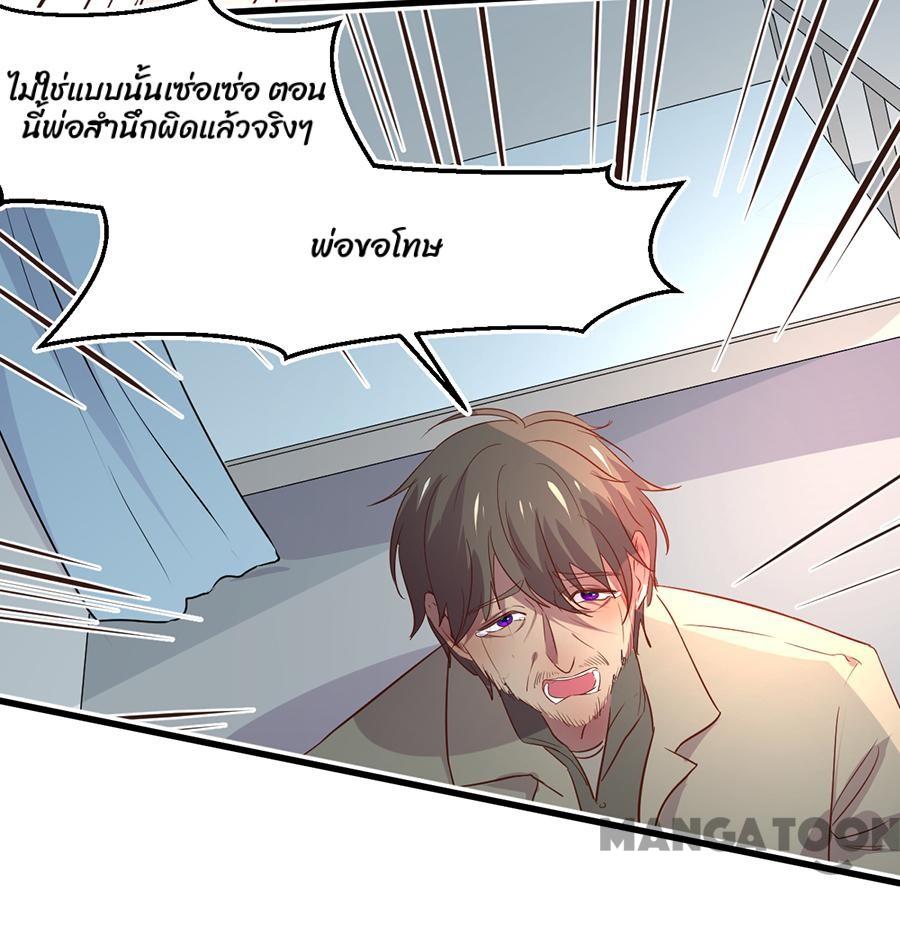 ไม่ใช่แบบนั้นเซ่อเซ่อ ตอน
นี้พ่อสำนึกผิดแล้วจริงๆ
พ่อขอโทษ
MANGATOOK